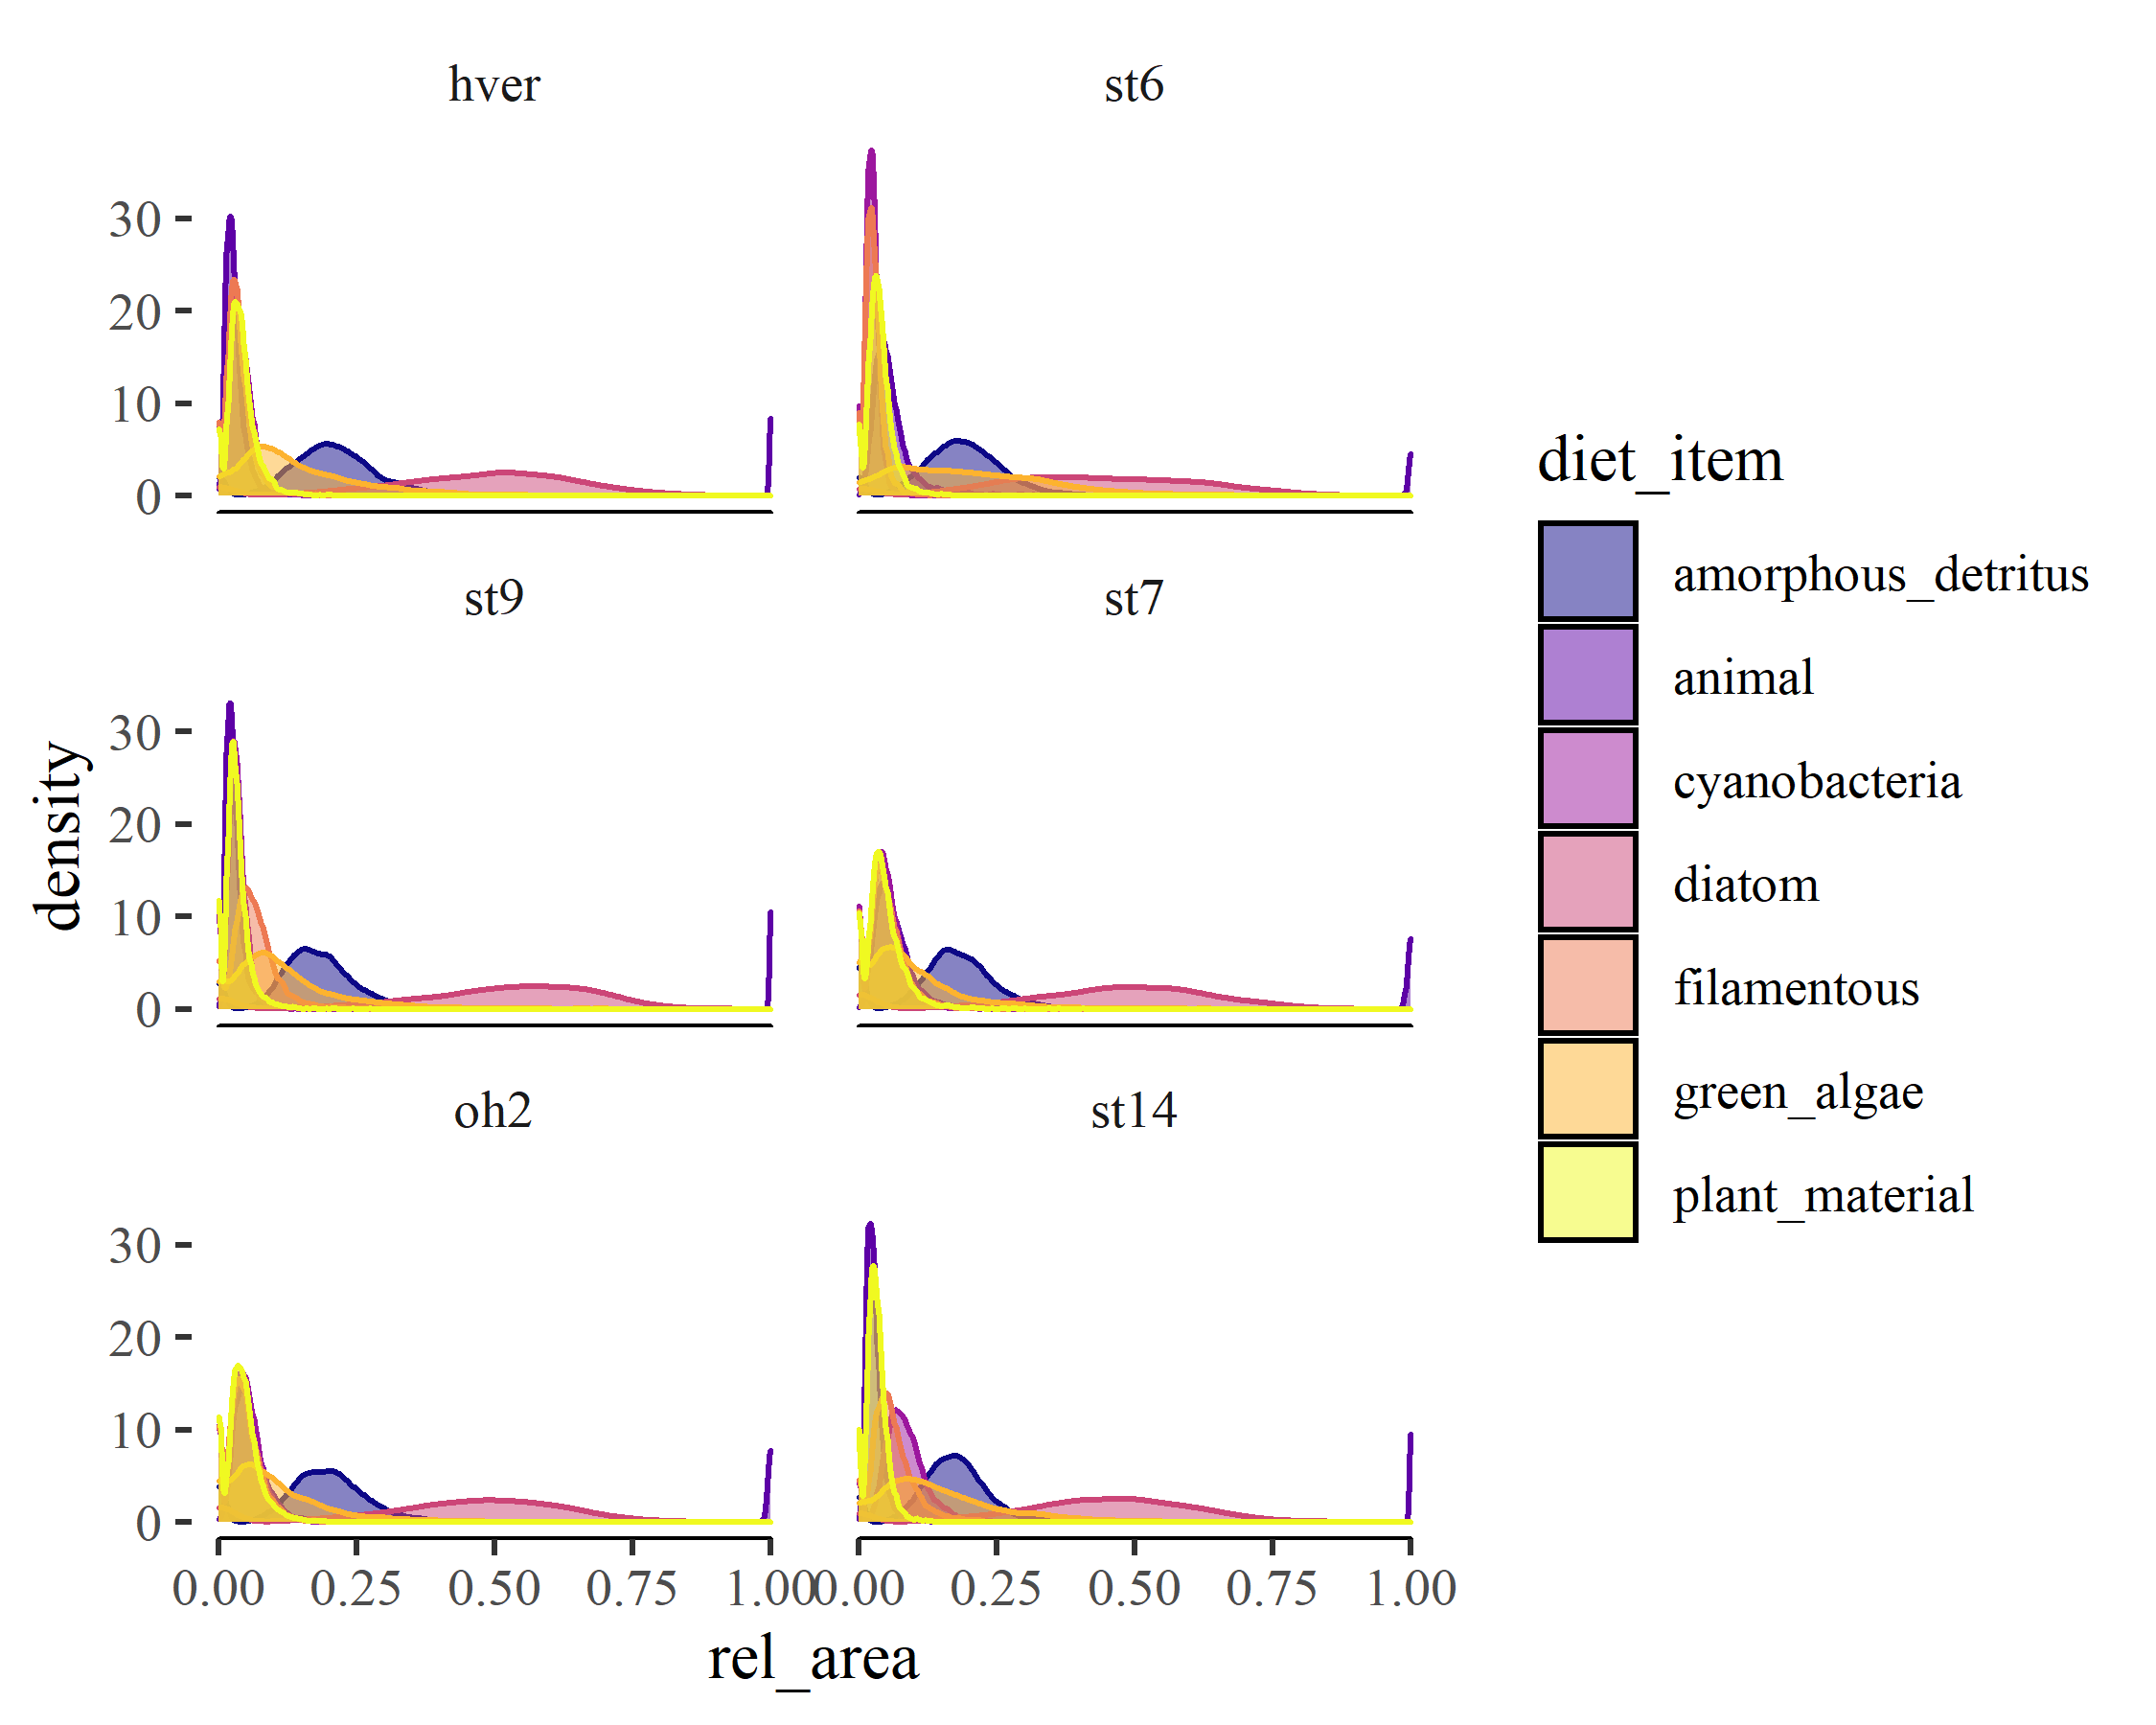 hver
st6
30
20
10
0
st9
st7
30
20
10
0
oh2
st14
30
20
10
0
0.00 0.25 0.50 0.75 1.00 0.00 0.25 0.50 0.75 1.00
rel_area
density
diet_item
amorphous_detritus
animal
cyanobacteria
diatom
filamentous
green_algae
plant_material